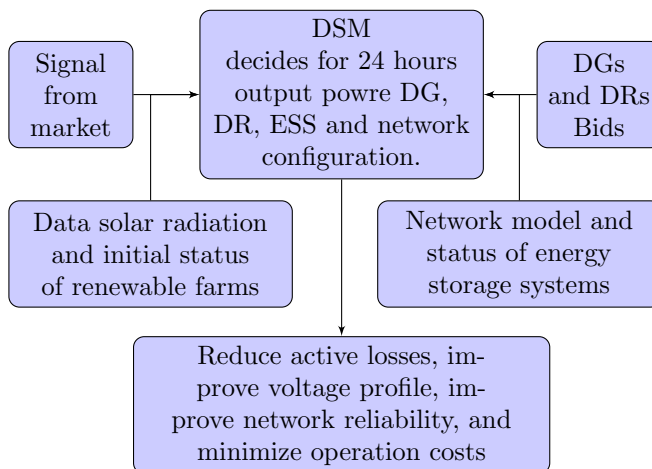 Signal
from
market
DSM
decides for 24 hours
output powre DG,
DR, ESS and network
configuration.
DGs
and DRs
Bids
Data solar radiation
and initial status
of renewable farms
Network model and
status of energy
storage systems
Reduce active losses, im-
prove voltage profile, im-
prove network reliability, and
minimize operation costs